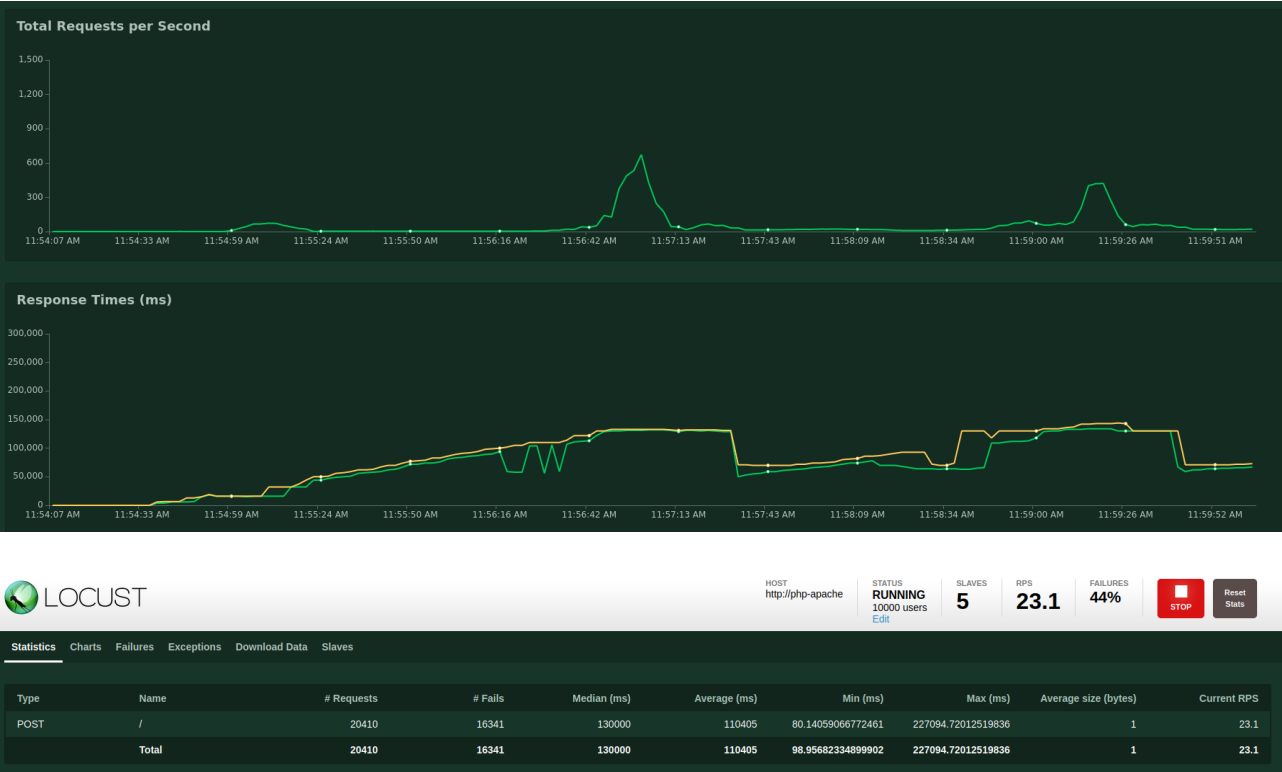 Total Requests per Second
1,500
1,200
900
600
300
0
11:54:07 AM 11:54:33 AM 11:54:59 AM 11:55:24 AM 11:55:50 AM 11:56:16 AM 11:56:42 AM 11:57:13 AM 11:57:43 AM 11:58:09 AM 11:58:34 AM 11:59:00 AM 11:59:26 AM 11:59:51 AM
Response Times (ms)
300,000
250,000
200,000
150,000
100,000
50,000
0
11:54:07 AM 11:54:33 AM 11:54:59 AM 11:55:24 AM 11:55:50 AM 11:56:16 AM 11:56:42 AM 11:57:13 AM 11:57:43 AM 11:58:09 AM 11:58:34 AM 11:59:00 AM 11:59:26 AM 11:59:52 AM
LOCUST
HOST
http://php-apache
STATUS
RUNNING
10000 users
Edit
SLAVES
5
RPS
23.1
FAILURES
44%
STOP
Reset
Stats
Statistics Charts Failures Exceptions Download Data Slaves
Type Name # Requests # Fails Median (ms) Average (ms) Min (ms) Max (ms) Average size (bytes) Current RPS
POST / 20410 16341 130000 110405 80.14059066772461 227094.72012519836 1 23.1
Total 20410 16341 130000 110405 98.95682334899902 227094.72012519836 1 23.1